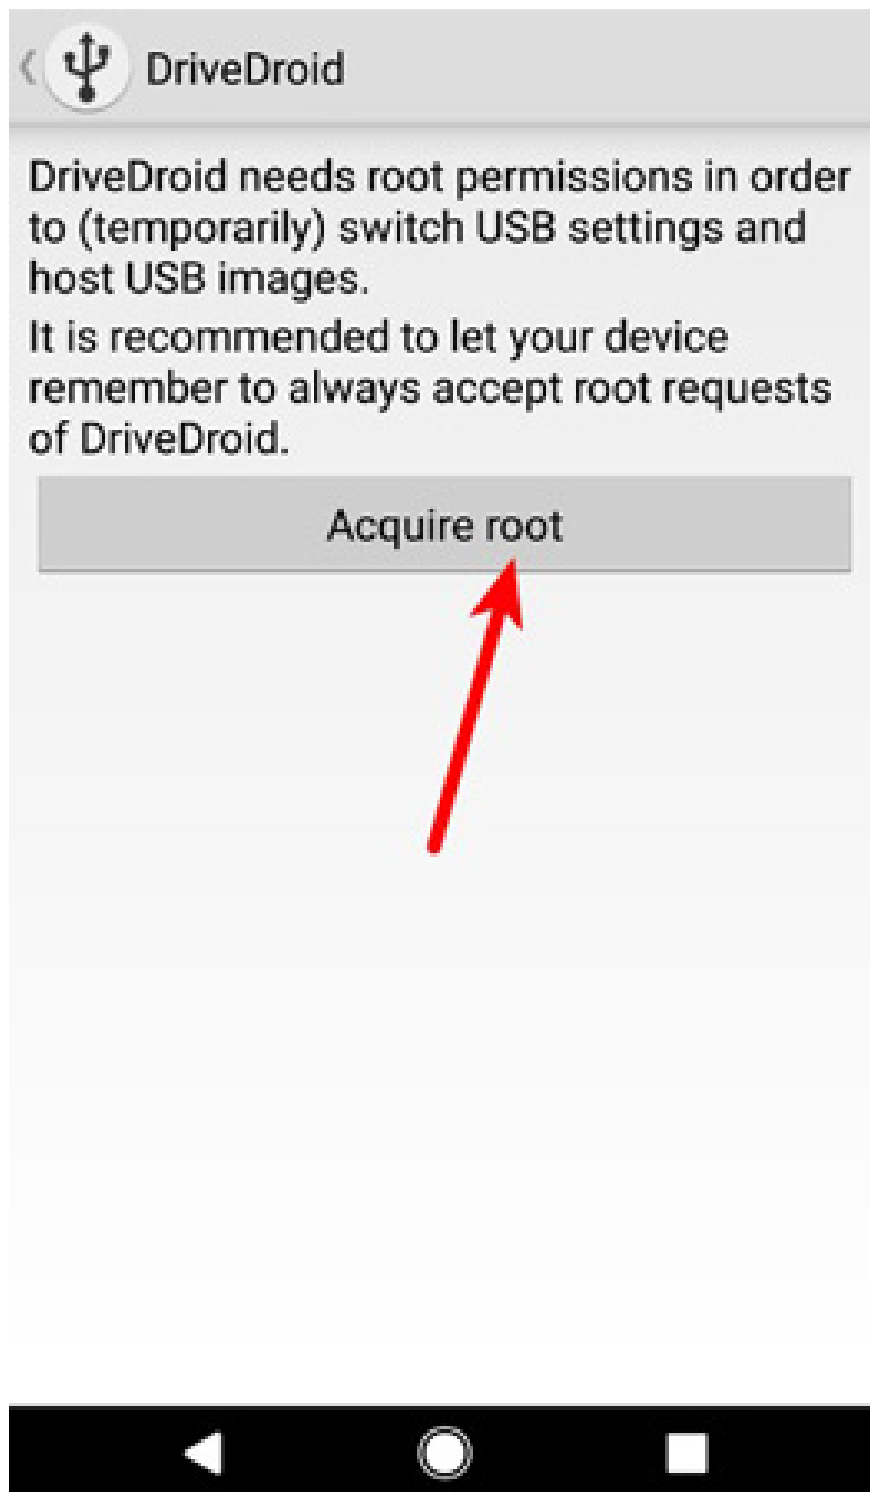 DriveDroid
DriveDroid needs root permissions in order
to (temporarily) switch USB settings and
host USB images.
It is recommended to let your device
remember to always accept root requests
of DriveDroid.
Acquire root